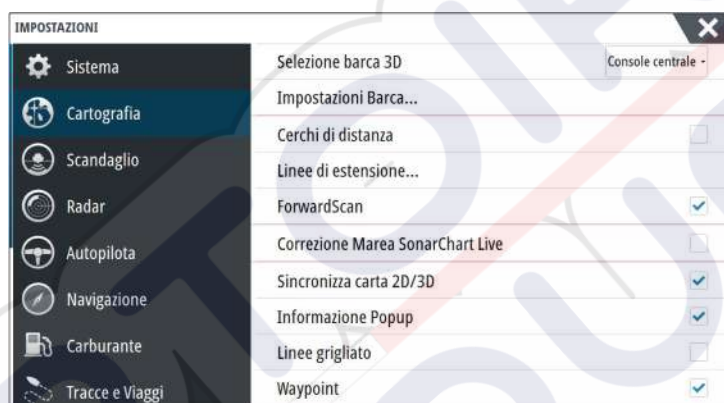 IMPOSTAZIONI
Sistema
Cartografia
Scandaglio
Radar
Autopilota
Navigazione
Carburante
Tracce e Viaggi
Selezione barca 3D
Console centrale
Impostazioni Barca...
Cerchi di distanza
Linee di estensione...
ForwardScan
Correzione Marea SonarChart Live
Sincronizza carta 2D/3D
Informazione Popup
Linee grigliato
Waypoint